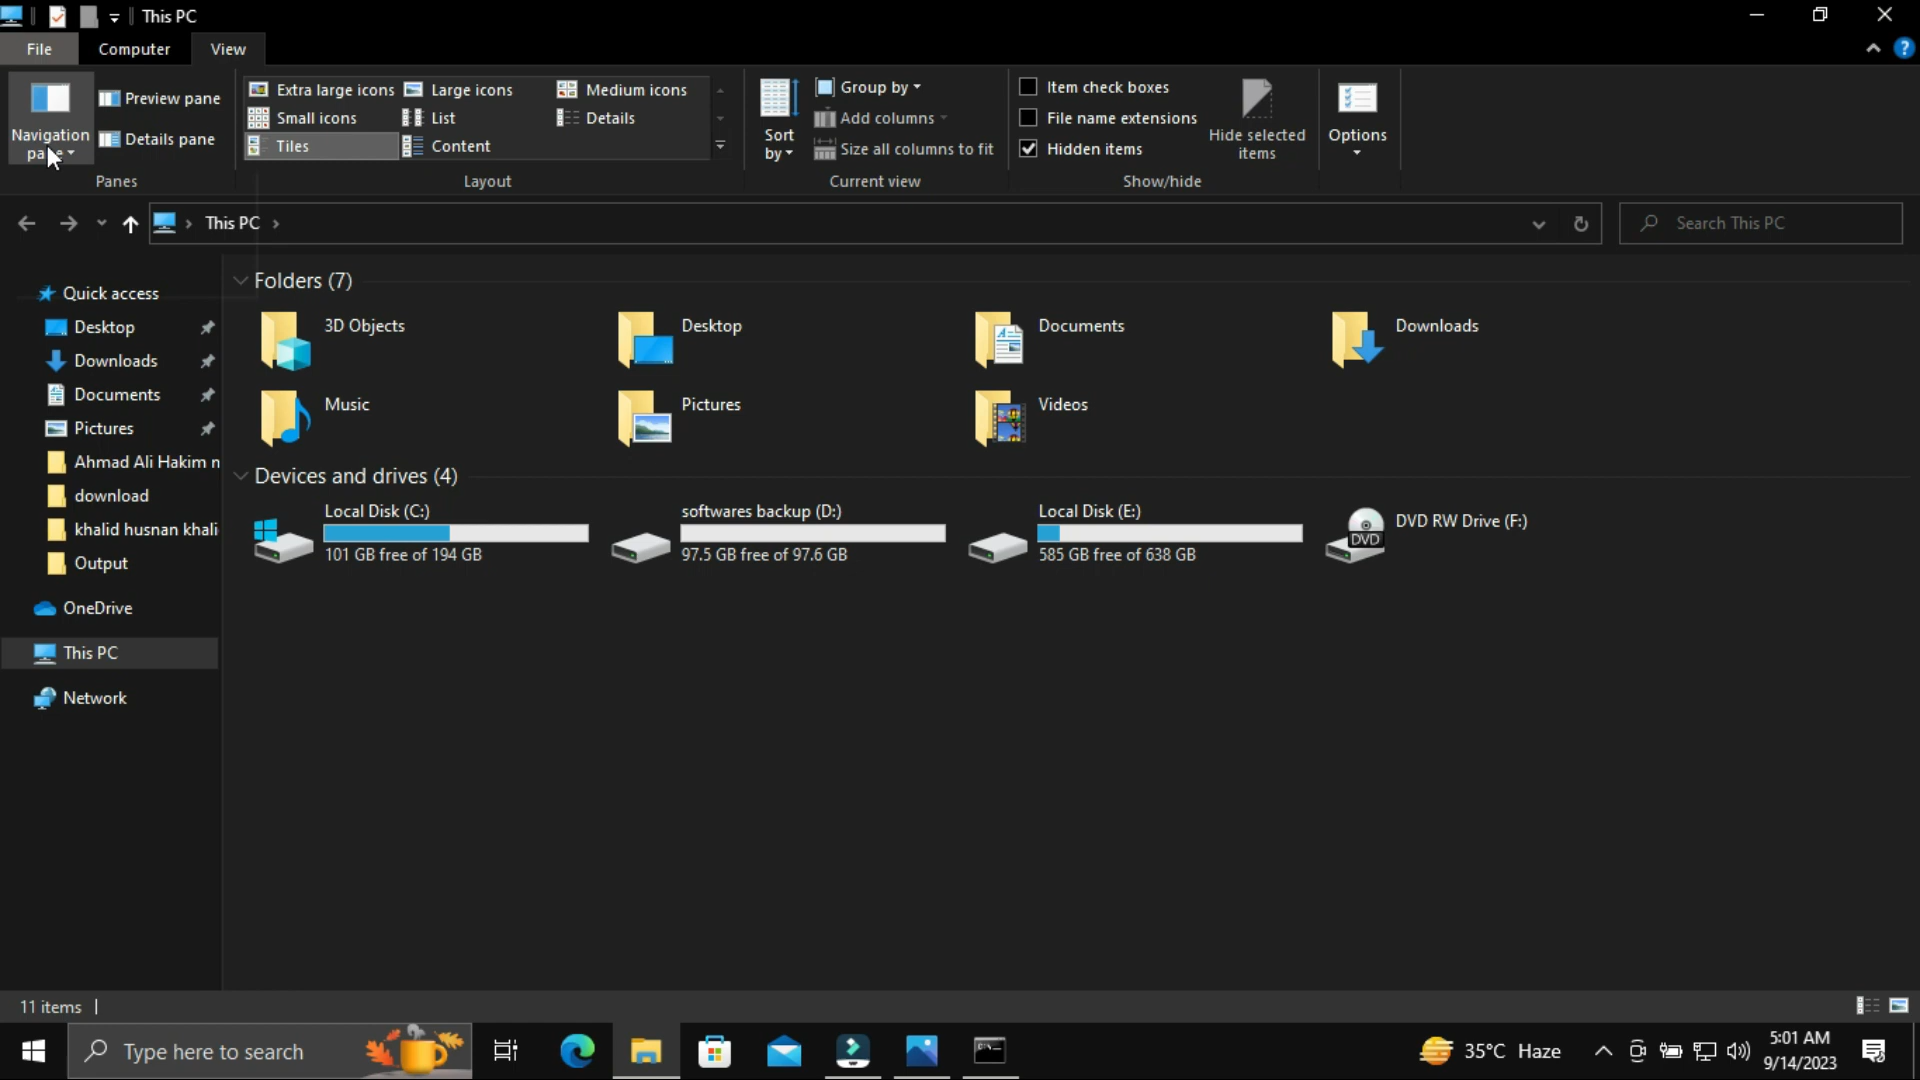 This PC
File
Computer
View
Navigation
pane
Preview pane
Details pane
Panes
Extra large icons
Large icons
Medium icons
Small icons
List
Details
Tiles
Content
Layout
Sort
by
Group by
Add columns
Size all columns to fit
Current view
Item check boxes
File name extensions
Hidden items
Hide selected
items
Show/hide
Options
This PC
Search This PC
Quick access
Desktop
Downloads
Documents
Pictures
Ahmad Ali Hakim
download
khalid husnan khali
Output
OneDrive
This PC
Network
Folders (7)
3D Objects
Desktop
Documents
Downloads
Music
Pictures
Videos
Devices and drives (4)
Local Disk (C:)
101 GB free of 194 GB
softwares backup (D:)
97.5 GB free of 97.6 GB
Local Disk (E:)
585 GB free of 638 GB
DVD
DVD RW Drive (F:)
11 items
Type here to search
35°C Haze
5:01 AM
9/14/2023